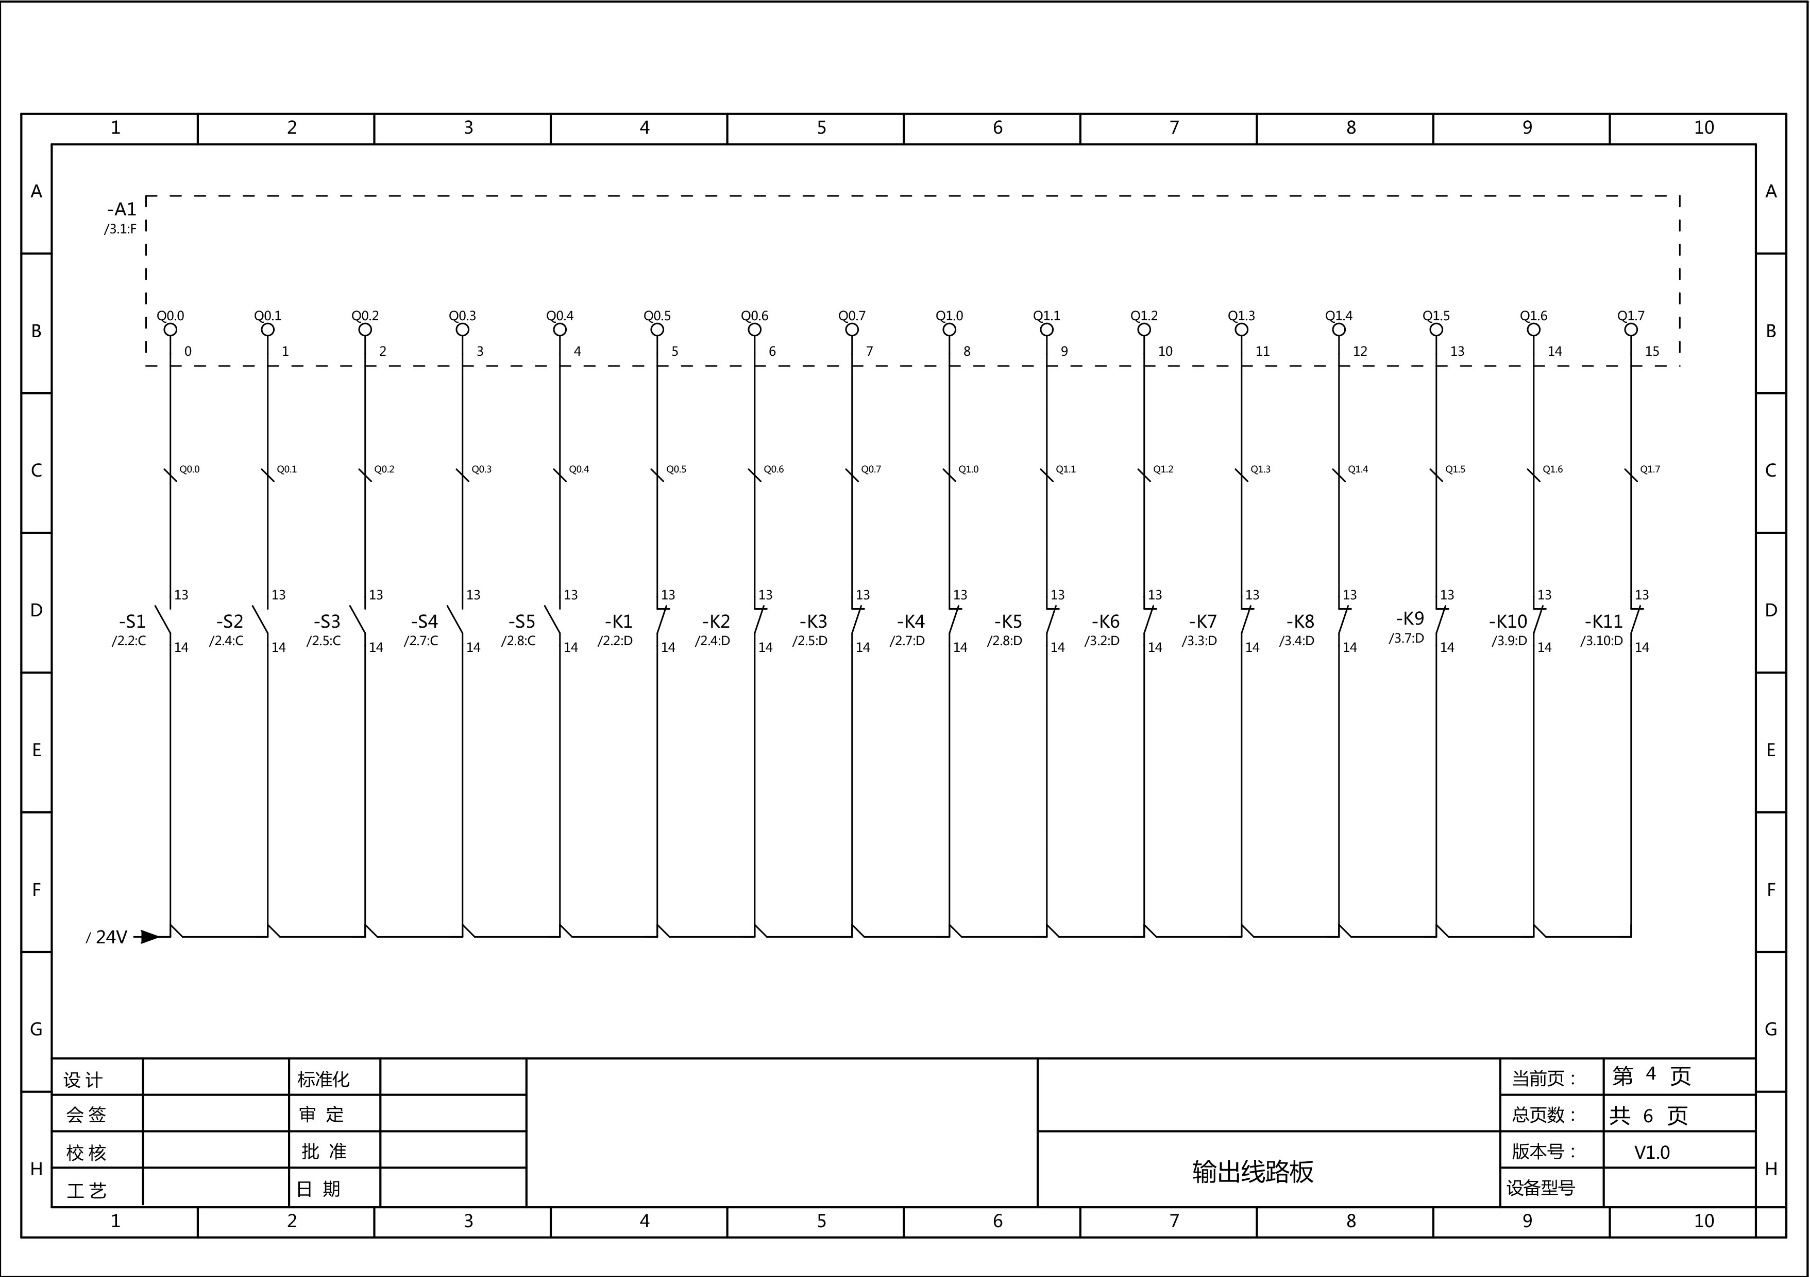 1 2 3 4 5 6 7 8 9 10
A A
-A1
/3.1:F
B B
Q0.0 Q0.1 Q0.2 Q0.3 Q0.4 Q0.5 Q0.6 Q0.7 Q1.0 Q1.1 Q1.2 Q1.3 Q1.4 Q1.5 Q1.6 Q1.7
0 1 2 3 4 5 6 7 8 9 10 11 12 13 14 15
C C
Q0.0 Q0.1 Q0.2 Q0.3 Q0.4 Q0.5 Q0.6 Q0.7 Q1.0 Q1.1 Q1.2 Q1.3 Q1.4 Q1.5 Q1.6 Q1.7
13 13 13 13 13 13 13 13 13 13 13 13 13 13 13 13
D D
-S1 -S2 -S3 -S4 -S5 -K1 -K2 -K3 -K4 -K5 -K6 -K7 -K8 -K9 -K10 -K11
/2.2:C /2.4:C /2.5:C /2.7:C /2.8:C /2.2:D /2.4:D /2.5:D /2.7:D /2.8:D /3.2:D /3.3:D /3.4:D /3.7:D /3.9:D /3.10:D
14 14 14 14 14 14 14 14 14 14 14 14 14 14 14 14
E E
F F
/ 24V
G G
设 计 标准化 当前页： 第 4 页
会 签 审 定 总页数： 共 6 页
校 核 批 准 版本号： V1.0
H H
输出线路板
工 艺 日 期 设备型号
1 2 3 4 5 6 7 8 9 10